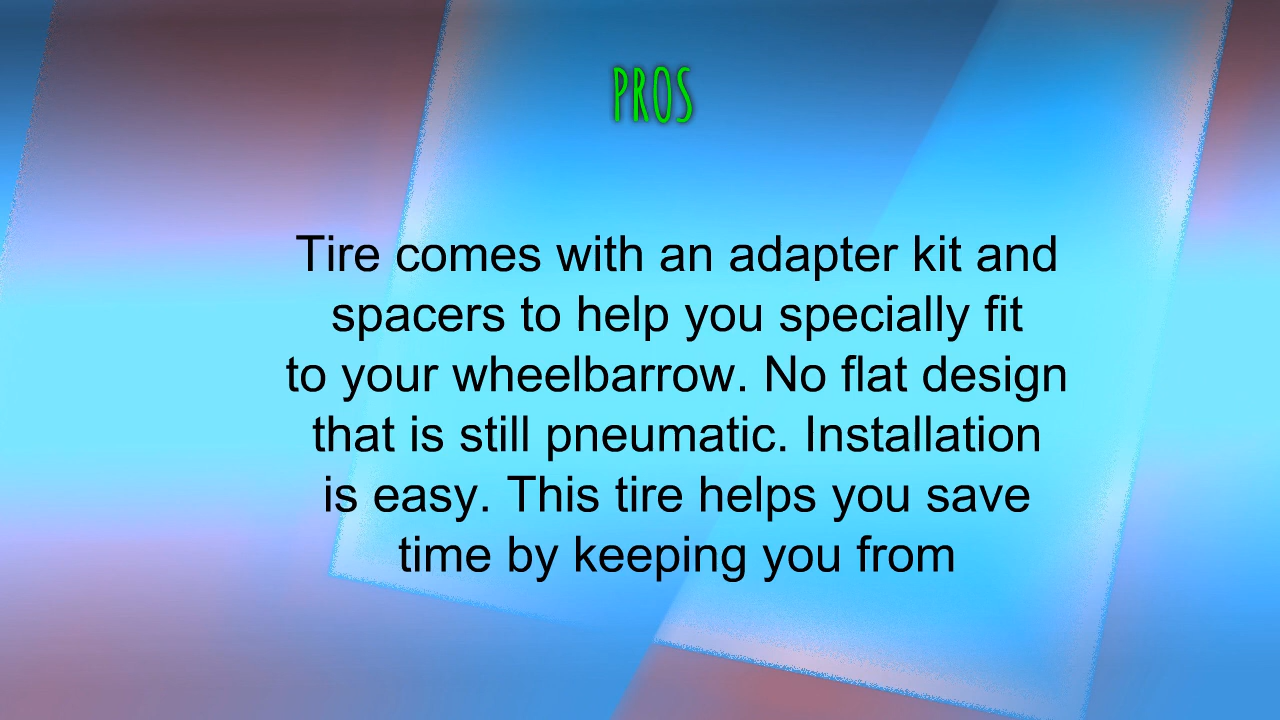 PROS
Tire comes with an adapter kit and
spacers to help you specially fit
to your wheelbarrow. No flat design
that is still pneumatic. Installation
is easy. This tire helps you save
time by keeping you from